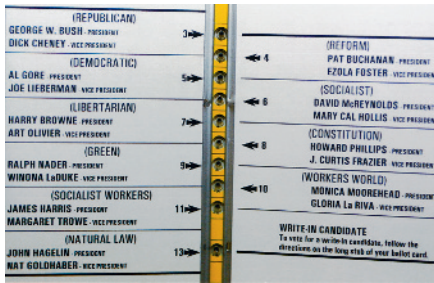 (REPUBLICAN)
GEORGE W. BUSH - PRESIDENT
3
DICK CHENEY - VICE PRESIDENT
(DEMOCRATIC)
AL GORE PRESIDENT
5
JOE LIEBERMAN VICE PRESIDENT
(LIBERTARIAN)
HARRY BROWNE PRESIDENT
7
ART OLIVIER - VICE PRESIDENT
(GREEN)
RALPH NADER - PRESIDENT
9
WINONA LaDUKE - VICE PRESIDENT
(SOCIALIST WORKERS)
JAMES HARRIS - PRESIDENT
11
MARGARET TROWE - VICE PRESIDENT
(NATURAL LAW)
JOHN HAGELIN - PRESIDENT
13
NAT GOLDHABER - VICE PRESIDENT
(REFORM)
4
PAT BUCHANAN PRESIDENT
EZOLA FOSTER - VICE PRESIDENT
(SOCIALIST)
6
DAVID McREYNOLDS PRESIDENT
MARY CAL HOLLIS - VICE PRESIDENT
(CONSTITUTION)
8
HOWARD PHILLIPS - PRESIDENT
J. CURTIS FRAZIER - VICE PRESIDENT
(WORKERS WORLD)
10
MONICA MOOREHEAD - PRESIDENT
GLORIA La RIVA - VICE PRESIDENT
WRITE-IN CANDIDATE
To vote for a write-in candidate, follow the
directions on the long stub of your ballot card.